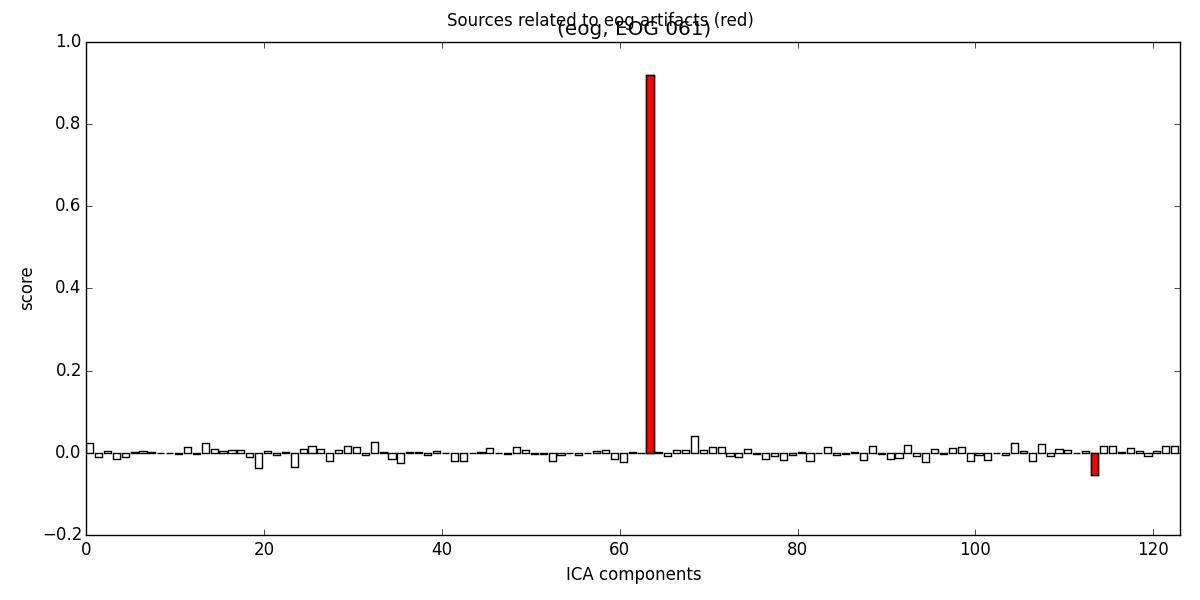 Sources related to eog artifacts (red)
(eog, EOG 061)
1.0
0.8
0.6
0.4
0.2
0.0
−0.2
score
0 20 40 60 80 100 120
ICA components